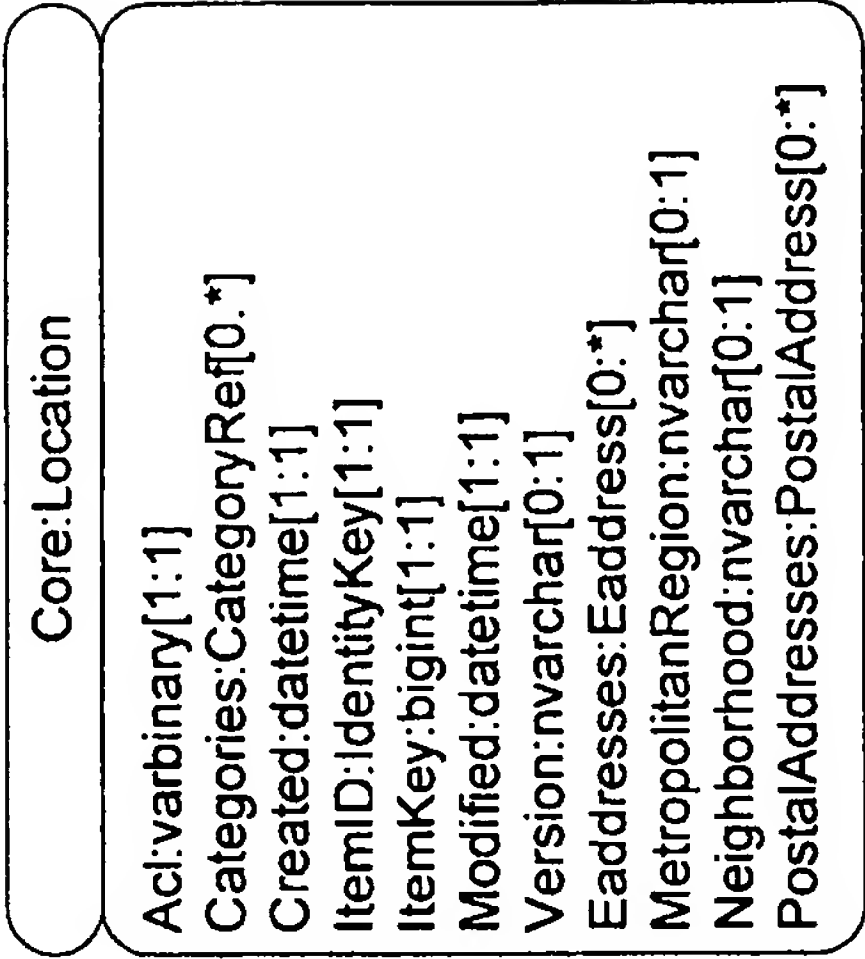 Core:Location
Acl:varbinary[1:1]
Categories:CategoryRef[0.*]
Created:datetime[1:1]
ItemID:IdentityKey[1:1]
ItemKey:bigint[1:1]
Modified:datetime[1:1]
Version:nvarchar[0:1]
Eaddresses:Eaddress[0:*]
MetropolitanRegion:nvarchar[0:1]
Neighborhood:nvarchar[0:1]
PostalAddresses:PostalAddress[0:*]